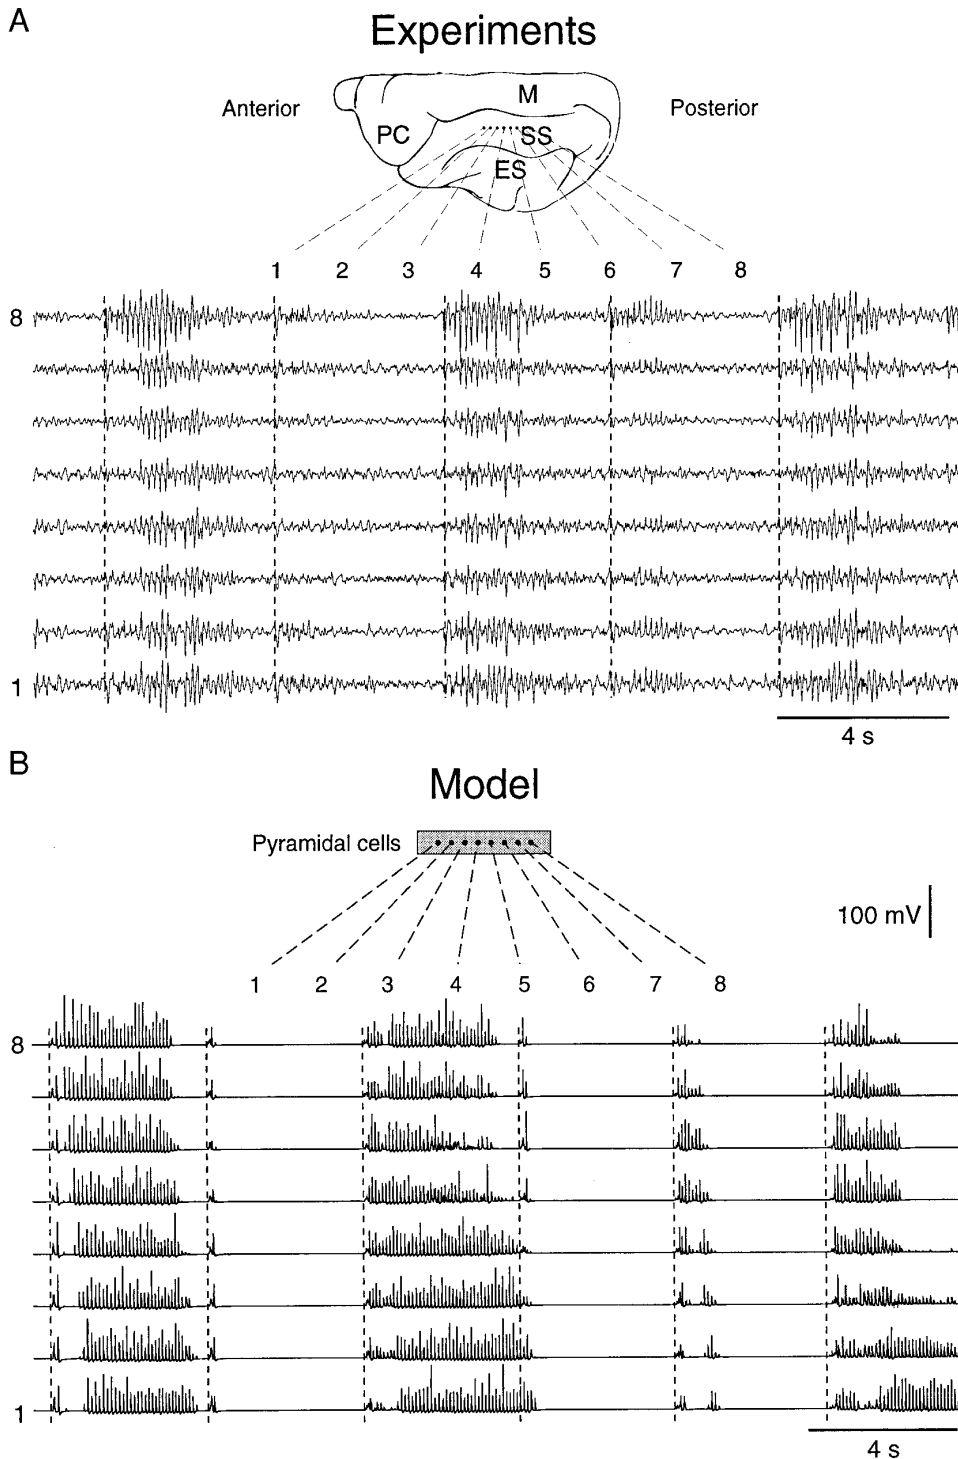 A
Experiments
Anterior
M
Posterior
PC
SS
ES
1 2 3 4 5 6 7 8
8
1
4 s
B
Model
Pyramidal cells
100 mV
1 2 3 4 5 6 7 8
8
1
4 s